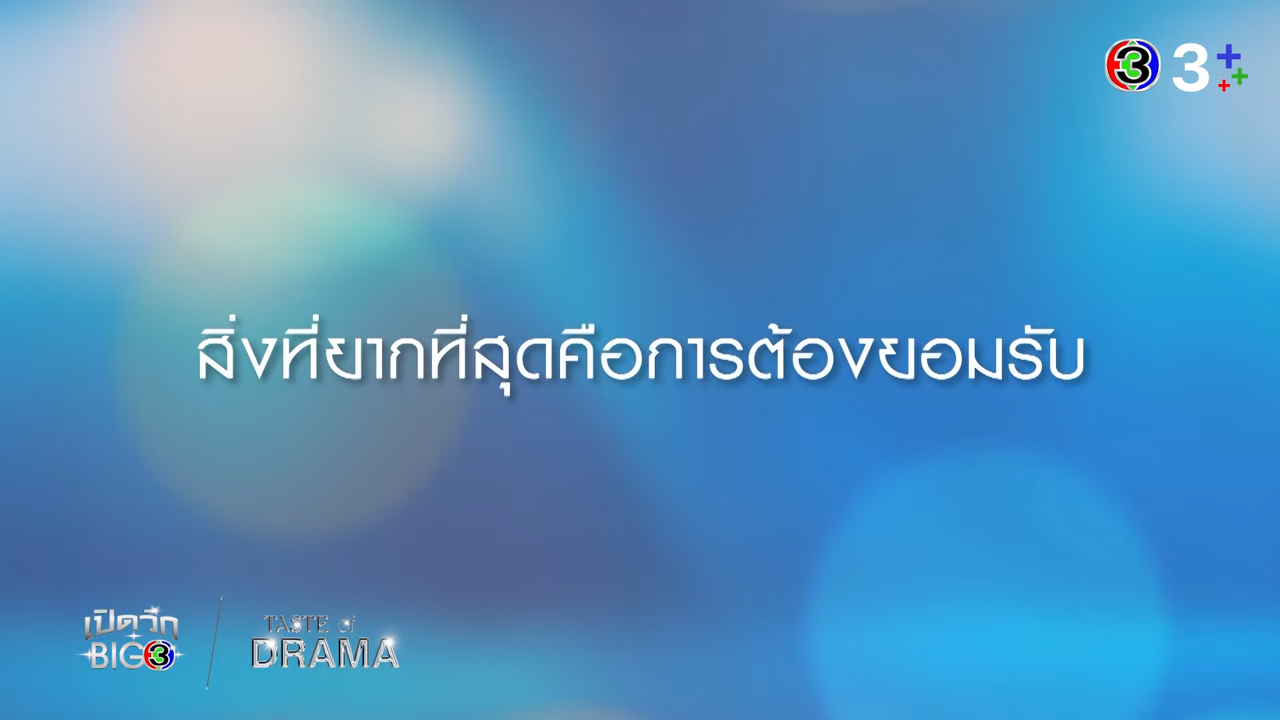 3 3+
สิ่งที่ยากที่สุดคือการต้องยอมรับ
เปิดวิก
BIG3
TASTE of
DRAMA